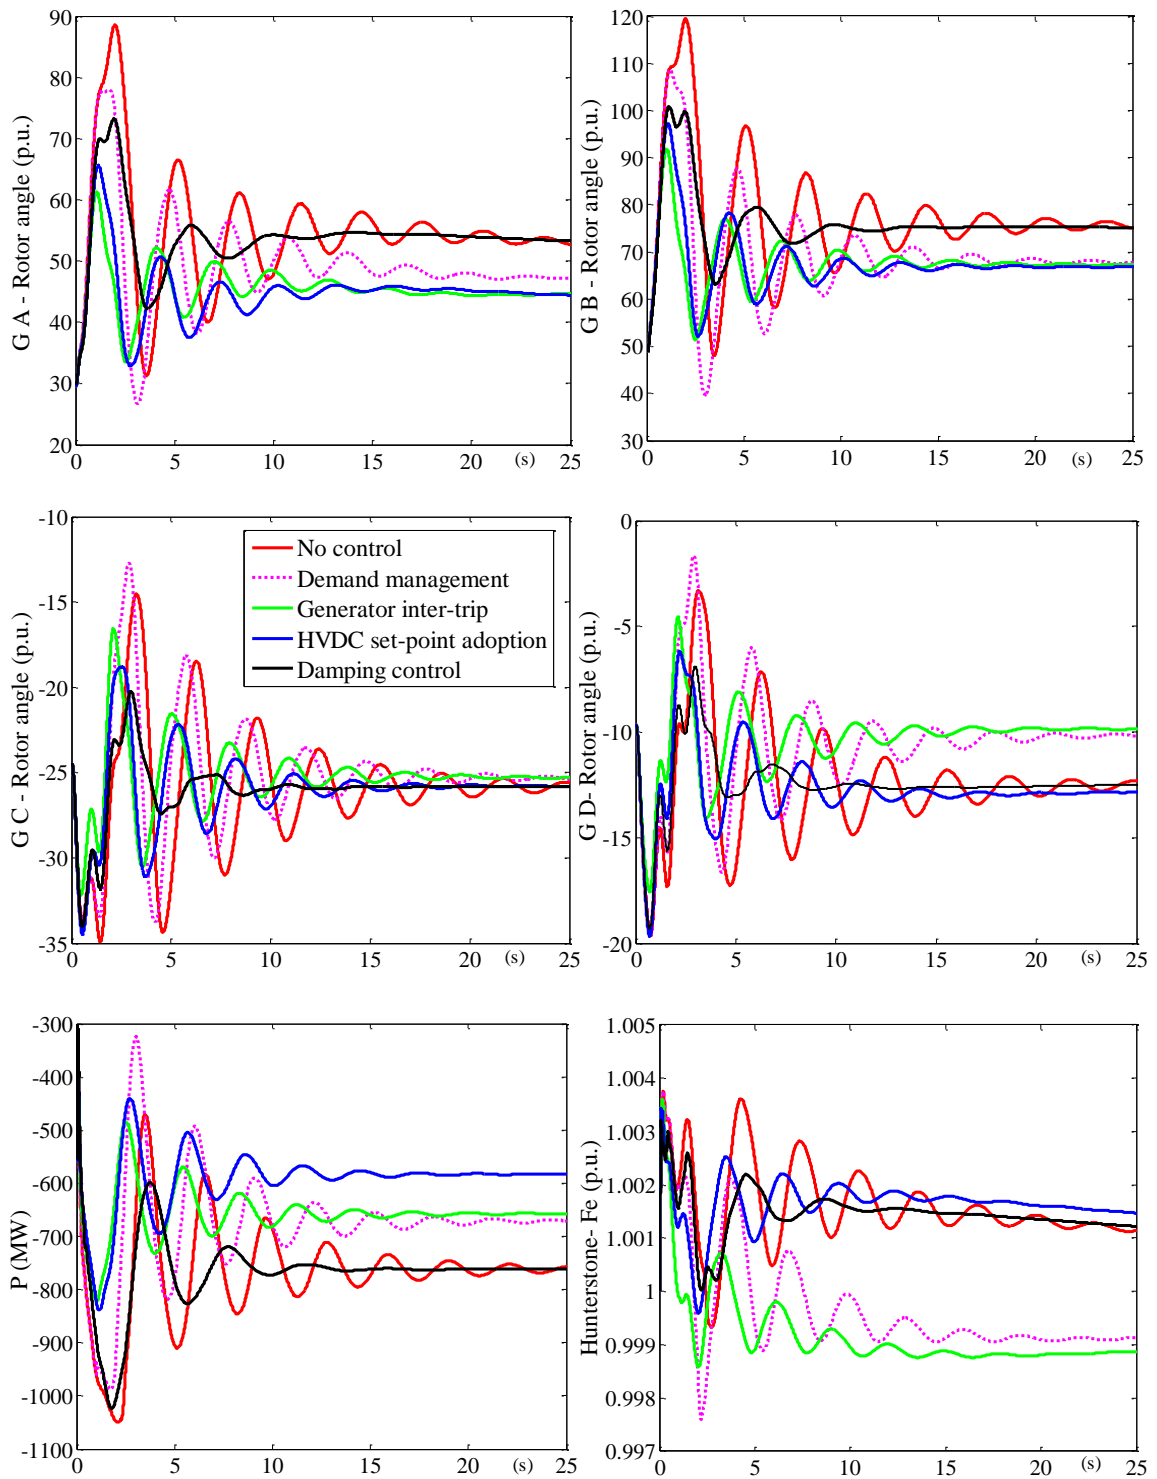 G A - Rotor angle (p.u.)
90
80
70
60
50
40
30
20
0 5 10 15 20 (s) 25
G B - Rotor angle (p.u.)
120
110
100
90
80
70
60
50
40
30
0 5 10 15 20 (s) 25
G C - Rotor angle (p.u.)
-10
-15
-20
-25
-30
-35
0 5 10 15 20 (s) 25
No control
Demand management
Generator inter-trip
HVDC set-point adoption
Damping control
G D- Rotor angle (p.u.)
0
-5
-10
-15
-20
0 5 10 15 20 (s) 25
P (MW)
-300
-400
-500
-600
-700
-800
-900
-1000
-1100
0 5 10 15 20 (s) 25
Hunterstone- Fe (p.u.)
1.005
1.004
1.003
1.002
1.001
1
0.999
0.998
0.997
0 5 10 15 20 (s) 25